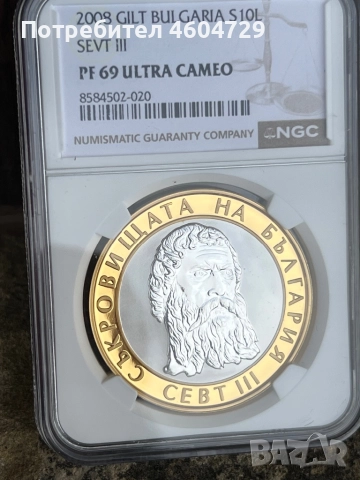 Потребител 4604729
2008 GILT BULGARIA S10L
SEVT III
PF 69 ULTRA CAMEO
8584502-020
NUMISMATIC GUARANTY COMPANY NGC
СЪКРОВИЩАТА НА БЪЛГАРИЯ
СЕВТ III
BAZAR